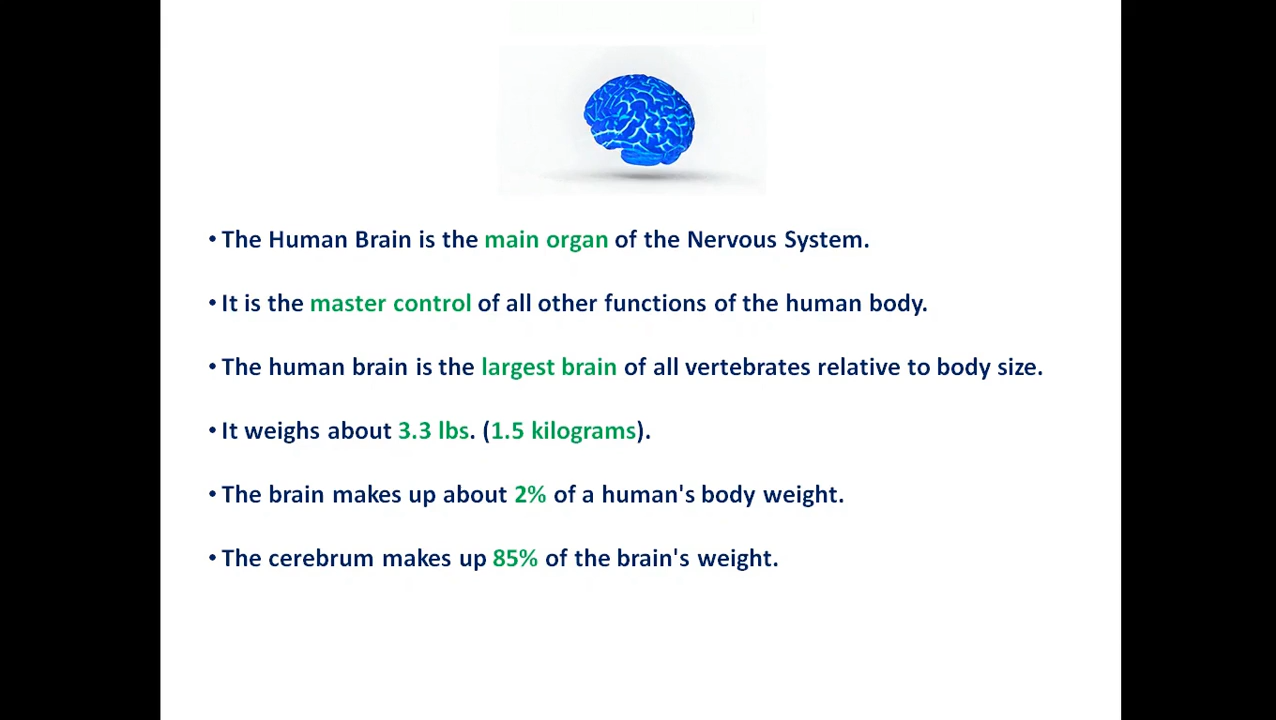 • The Human Brain is the main organ of the Nervous System.
• It is the master control of all other functions of the human body.
• The human brain is the largest brain of all vertebrates relative to body size.
• It weighs about 3.3 lbs. (1.5 kilograms).
• The brain makes up about 2% of a human's body weight.
• The cerebrum makes up 85% of the brain's weight.